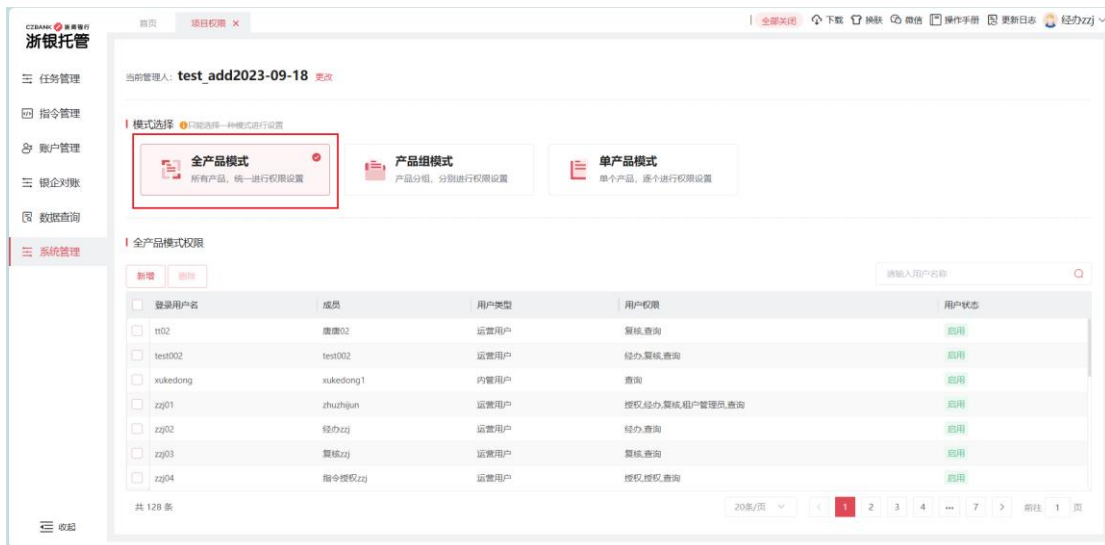 CZBANK 浙商银行
浙银托管
首页 项目权限 ×
全部关闭 下载 换肤 微信 操作手册 更新日志 经办zzj
任务管理
指令管理
账户管理
银企对账
数据查询
系统管理
收起
当前管理人: test_add2023-09-18 更改
模式选择 只能选择一种模式进行设置
全产品模式
所有产品, 统一进行权限设置
产品组模式
产品分组, 分别进行权限设置
单产品模式
单个产品, 逐个进行权限设置
全产品模式权限
新增 删除 请输入用户名称
登录用户名 成员 用户类型 用户权限 用户状态
tt02 唐唐02 运营用户 复核,查询 启用
test002 test002 运营用户 经办,复核,查询 启用
xukedong xukedong1 内管用户 查询 启用
zzj01 zhuzhijun 运营用户 授权,经办,复核,租户管理员,查询 启用
zzj02 经办zzj 运营用户 经办,查询 启用
zzj03 复核zzj 运营用户 复核,查询 启用
zzj04 指令授权zzj 运营用户 授权,授权,查询 启用
共 128 条 20条/页 < 1 2 3 4 ... 7 > 前往 1 页